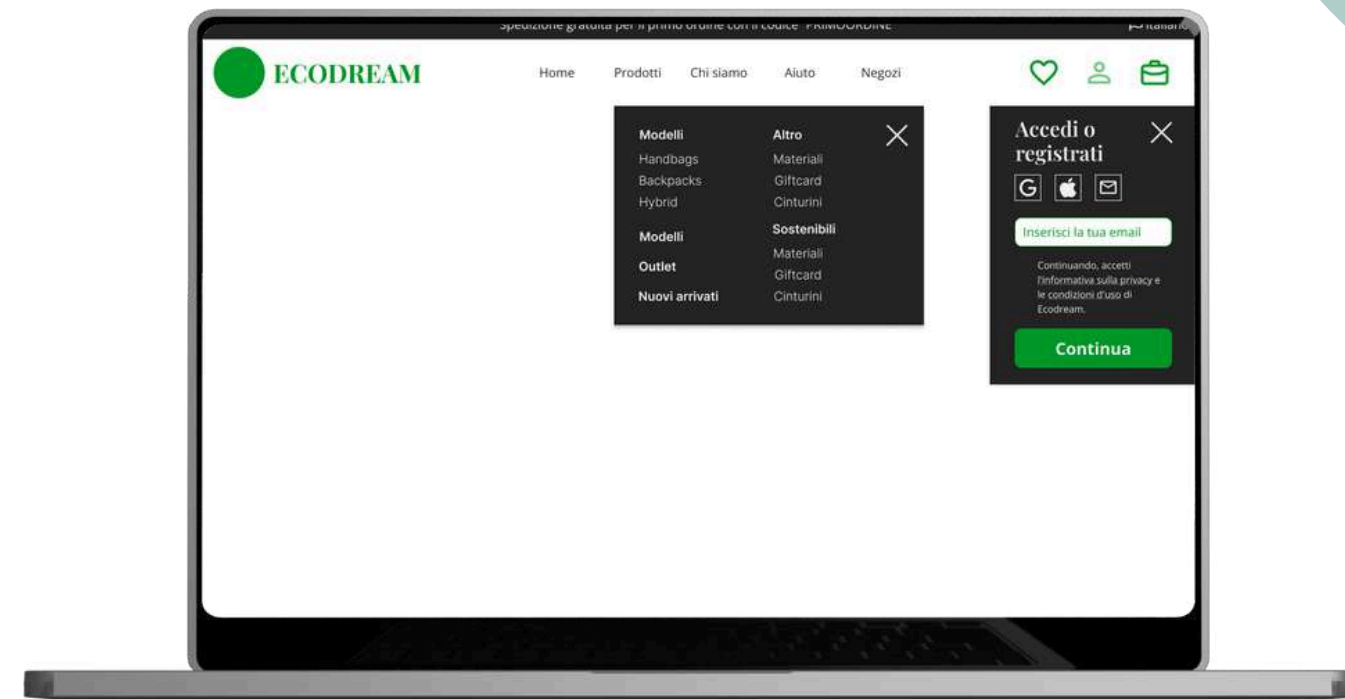 Spedizione gratuita per il primo ordine con il codice "PRIMOORDINE"
Italiano
ECODREAM
Home
Prodotti
Chi siamo
Aiuto
Negozi
Modelli
Handbags
Backpacks
Hybrid
Modelli
Outlet
Nuovi arrivati
Altro
Materiali
Giftcard
Cinturini
Sostenibili
Materiali
Giftcard
Cinturini
Accedi o
registrati
G
Inserisci la tua email
Continuando, accetti
l'informativa sulla privacy e
le condizioni d'uso di
Ecodream.
Continua